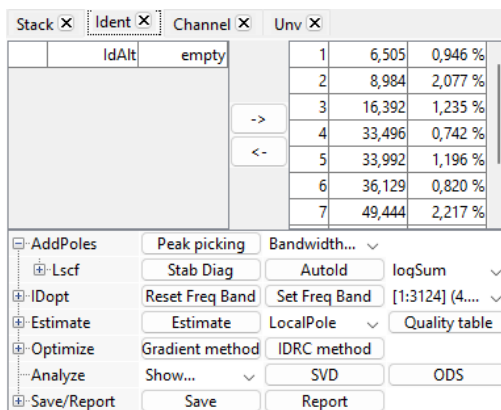 Stack Ident Channel Unv
IdAlt empty
1 6,505 0,946 %
2 8,984 2,077 %
3 16,392 1,235 %
->
4 33,496 0,742 %
<-
5 33,992 1,196 %
6 36,129 0,820 %
7 49,444 2,217 %
AddPoles Peak picking Bandwidth...
Lscf Stab Diag AutoId logSum
IDopt Reset Freq Band Set Freq Band [1:3124] (4....
Estimate Estimate LocalPole Quality table
Optimize Gradient method IDRC method
Analyze Show... SVD ODS
Save/Report Save Report